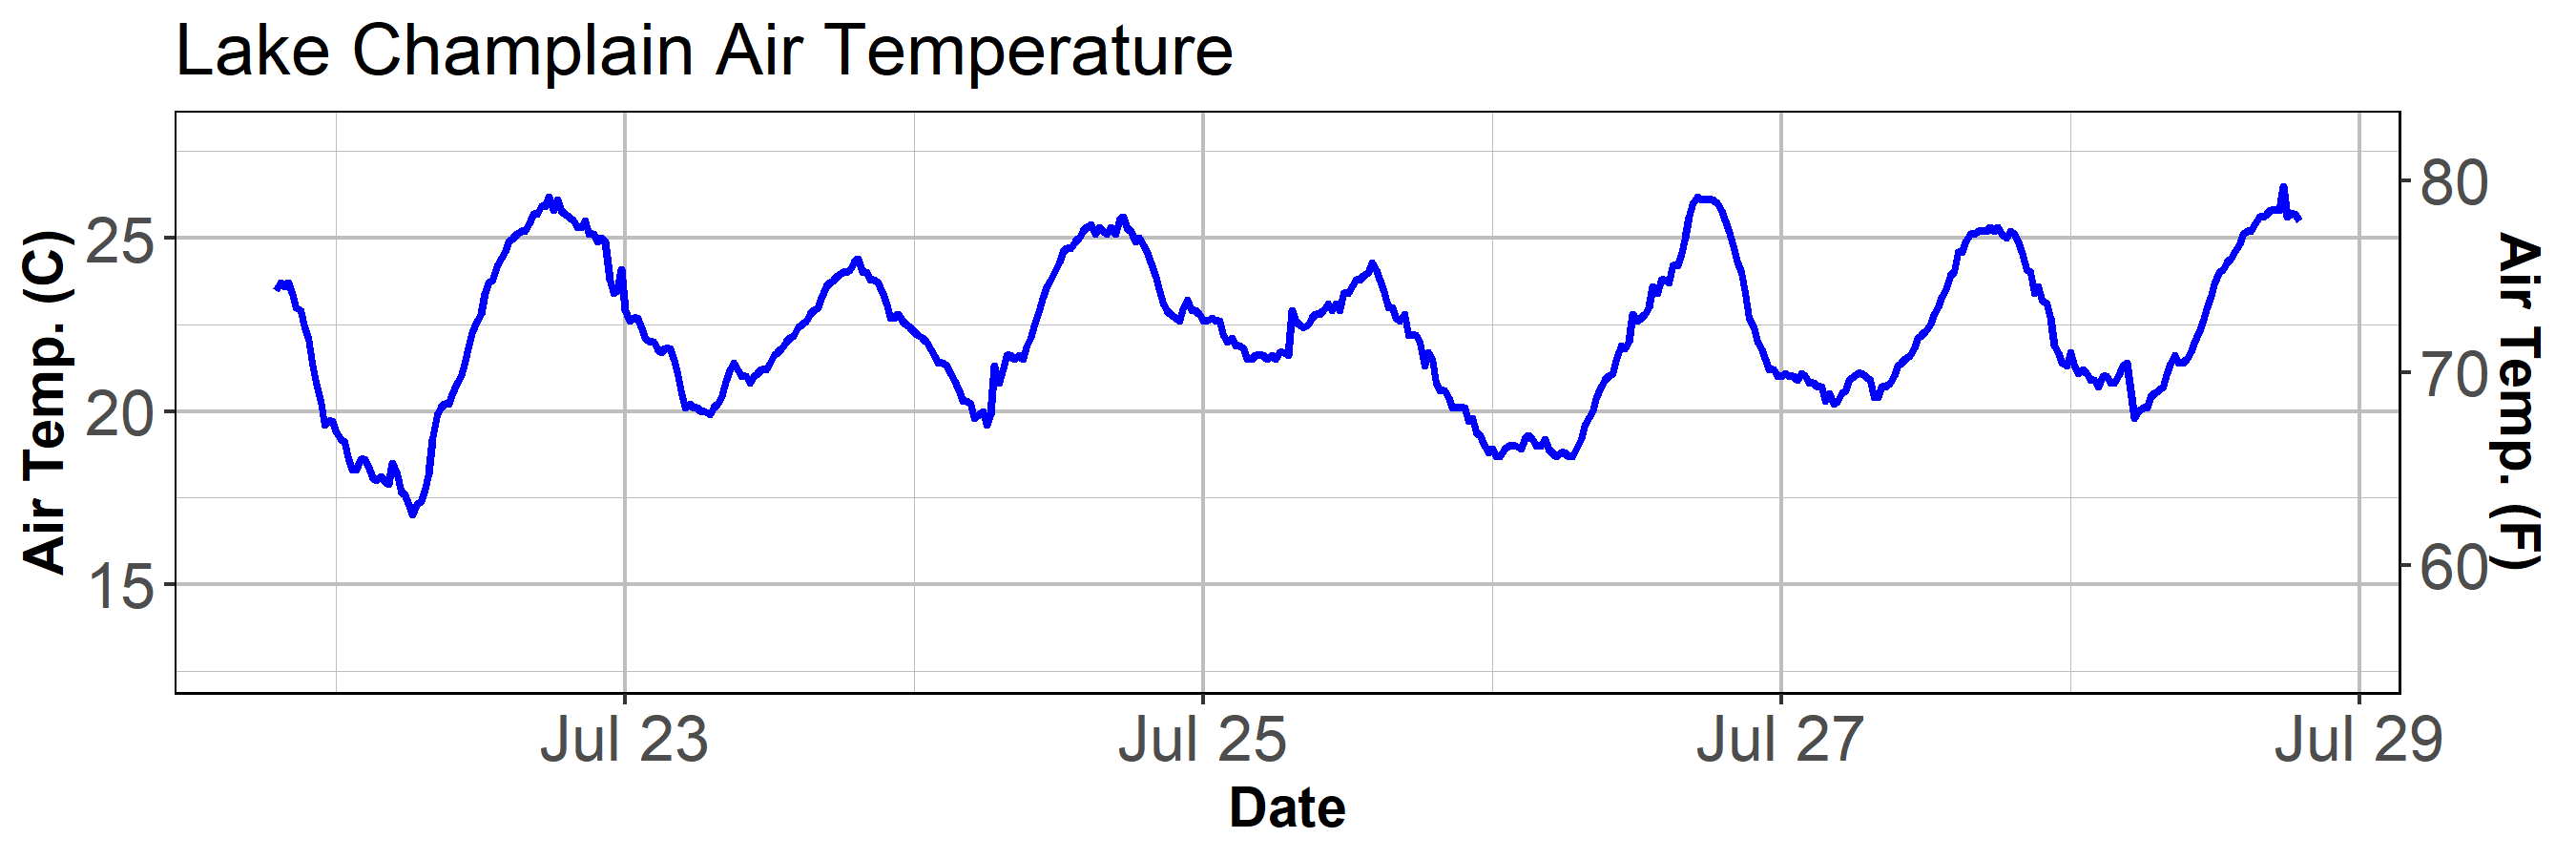 Lake Champlain Air Temperature
Air Temp. (C)
25
20
15
80
70
60
Air Temp. (F)
Jul 23
Jul 25
Jul 27
Jul 29
Date